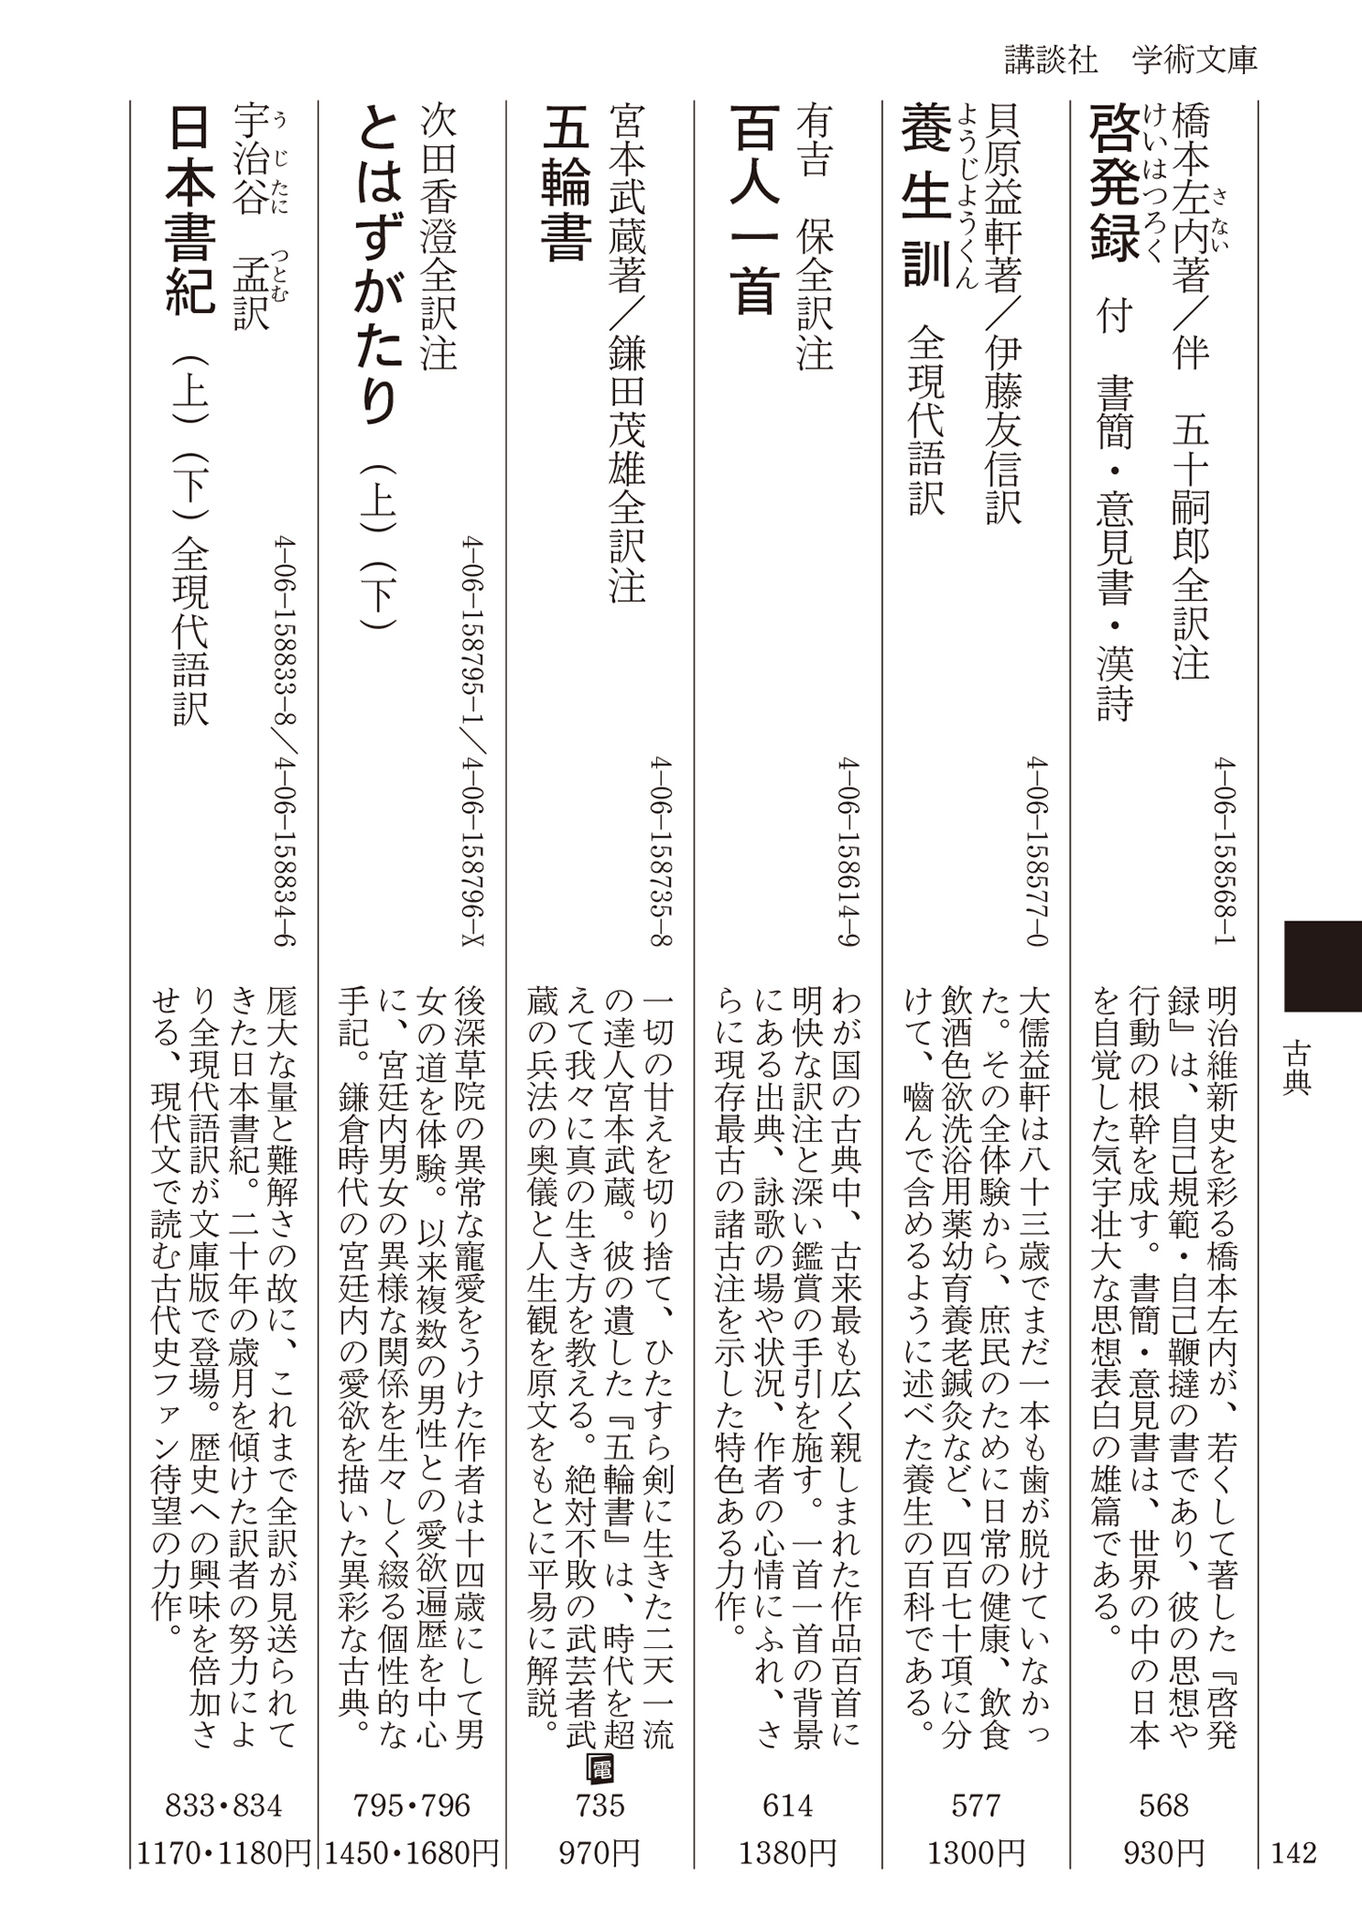 講談社　学術文庫
橋本左内著／伴　五十嗣郎全訳注
さない
啓発録　付　書簡・意見書・漢詩
けいはつろく
4-06-158568-1
明治維新史を彩る橋本左内が、若くして著した『啓発
録』は、自己規範・自己鞭撻の書であり、彼の思想や
行動の根幹を成す。書簡・意見書は、世界の中の日本
を自覚した気宇壮大な思想表白の雄篇である。
568
930円
貝原益軒著／伊藤友信訳
養生訓　全現代語訳
ようじようくん
4-06-158577-0
大儒益軒は八十三歳でまだ一本も歯が脱けていなかっ
た。その全体験から、庶民のために日常の健康、飲食
飲酒色欲洗浴用薬幼育養老鍼灸など、四百七十項に分
けて、噛んで含めるように述べた養生の百科である。
577
1300円
有吉　保全訳注
百人一首
4-06-158614-9
わが国の古典中、古来最も広く親しまれた作品百首に
明快な訳注と深い鑑賞の手引を施す。一首一首の背景
にある出典、詠歌の場や状況、作者の心情にふれ、さ
らに現存最古の諸古注を示した特色ある力作。
614
1380円
宮本武蔵著／鎌田茂雄全訳注
五輪書
4-06-158735-8
一切の甘えを切り捨て、ひたすら剣に生きた二天一流
の達人宮本武蔵。彼の遺した『五輪書』は、時代を超
えて我々に真の生き方を教える。絶対不敗の武芸者武
蔵の兵法の奥儀と人生観を原文をもとに平易に解説。
電
735
970円
次田香澄全訳注
とはずがたり（上）（下）
4-06-158795-1／4-06-158796-X
後深草院の異常な寵愛をうけた作者は十四歳にして男
女の道を体験。以来複数の男性との愛欲遍歴を中心
に、宮廷内男女の異様な関係を生々しく綴る個性的な
手記。鎌倉時代の宮廷内の愛欲を描いた異彩な古典。
795・796
1450・1680円
宇治谷　孟訳
うじたに　つとむ
日本書紀（上）（下）全現代語訳
4-06-158833-8／4-06-158834-6
厖大な量と難解さの故に、これまで全訳が見送られて
きた日本書紀。二十年の歳月を傾けた訳者の努力によ
り全現代語訳が文庫版で登場。歴史への興味を倍加さ
せる、現代文で読む古代史ファン待望の力作。
833・834
1170・1180円
古典
142